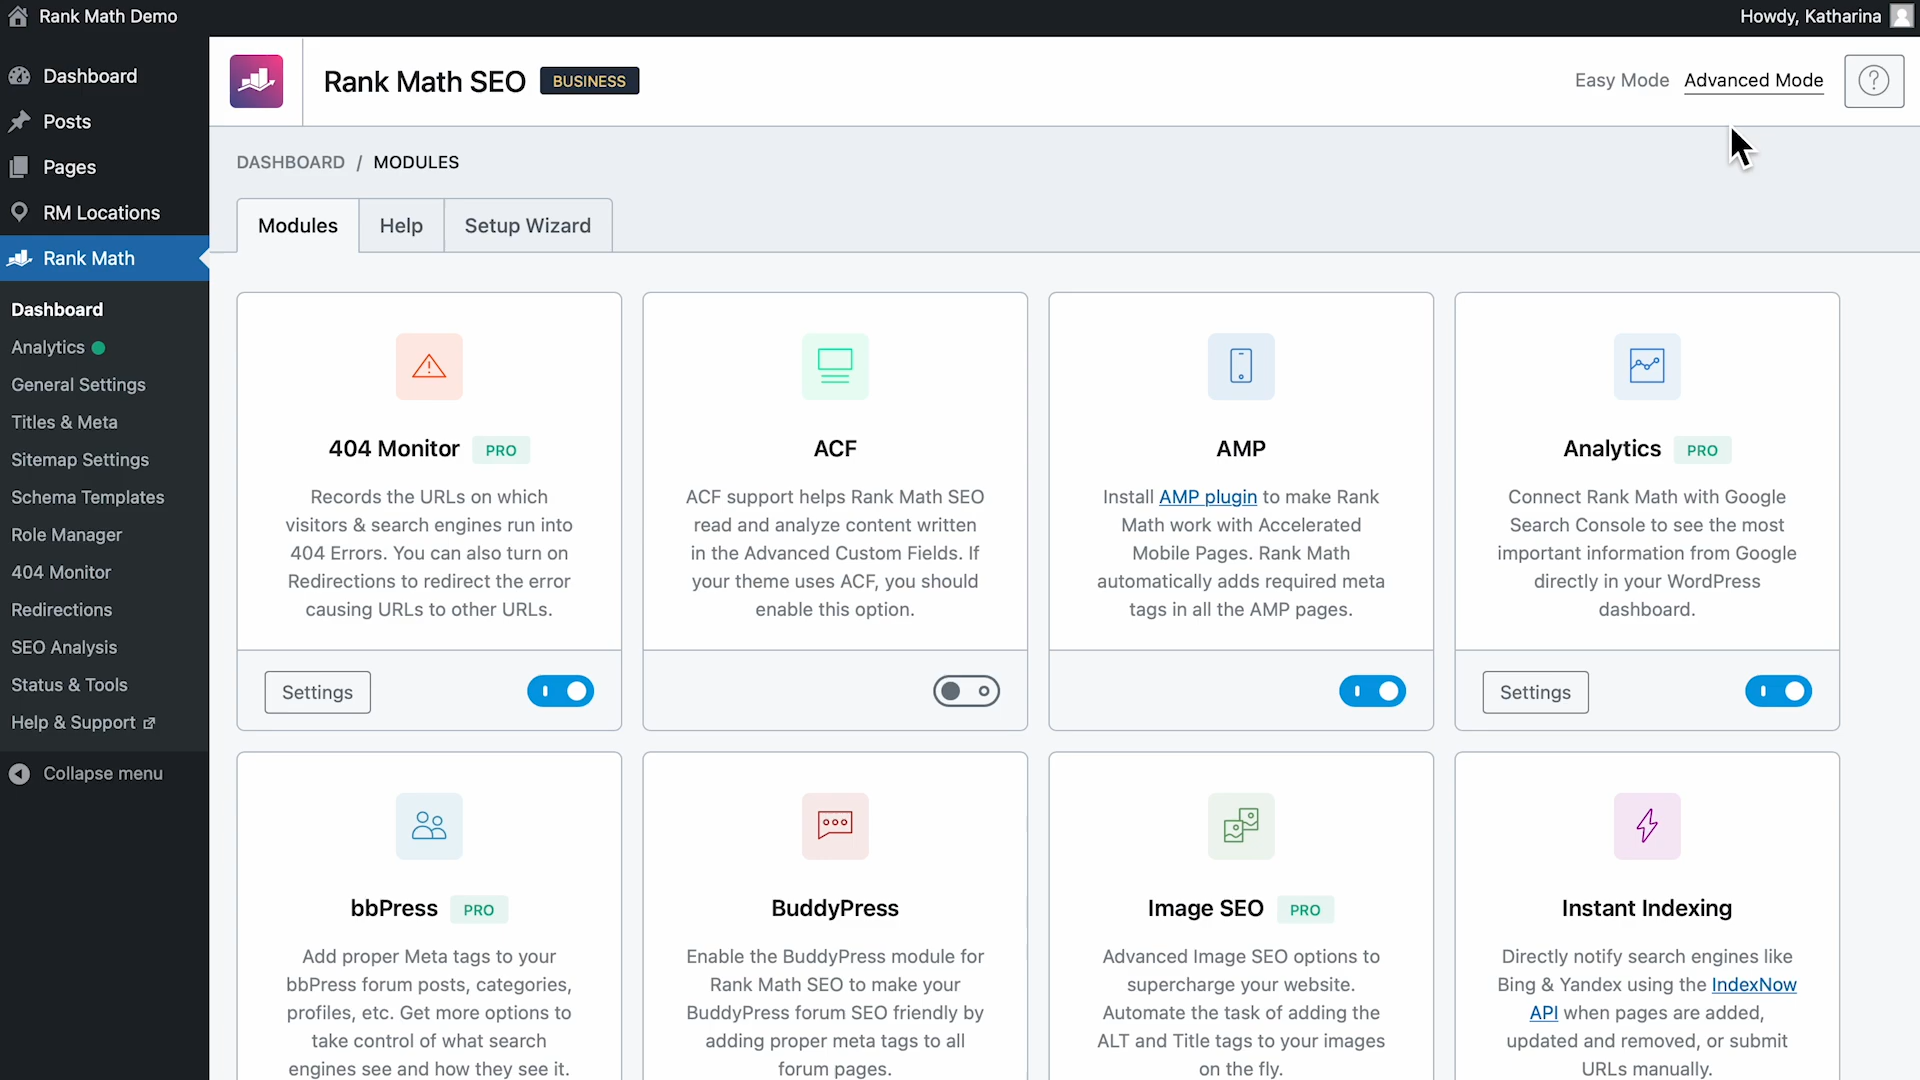 Rank Math Demo
Howdy, Katharina
Dashboard
Posts
Pages
RM Locations
Rank Math
Dashboard
Analytics
General Settings
Titles & Meta
Sitemap Settings
Schema Templates
Role Manager
404 Monitor
Redirections
SEO Analysis
Status & Tools
Help & Support
Collapse menu
Rank Math SEO BUSINESS
Easy Mode Advanced Mode ?
DASHBOARD / MODULES
Modules Help Setup Wizard
404 Monitor PRO
Records the URLs on which
visitors & search engines run into
404 Errors. You can also turn on
Redirections to redirect the error
causing URLs to other URLs.
Settings
ACF
ACF support helps Rank Math SEO
read and analyze content written
in the Advanced Custom Fields. If
your theme uses ACF, you should
enable this option.
AMP
Install AMP plugin to make Rank
Math work with Accelerated
Mobile Pages. Rank Math
automatically adds required meta
tags in all the AMP pages.
Analytics PRO
Connect Rank Math with Google
Search Console to see the most
important information from Google
directly in your WordPress
dashboard.
Settings
bbPress PRO
Add proper Meta tags to your
bbPress forum posts, categories,
profiles, etc. Get more options to
take control of what search
engines see and how they see it.
BuddyPress
Enable the BuddyPress module for
Rank Math SEO to make your
BuddyPress forum SEO friendly by
adding proper meta tags to all
forum pages.
Image SEO PRO
Advanced Image SEO options to
supercharge your website.
Automate the task of adding the
ALT and Title tags to your images
on the fly.
Instant Indexing
Directly notify search engines like
Bing & Yandex using the IndexNow
API when pages are added,
updated and removed, or submit
URLs manually.